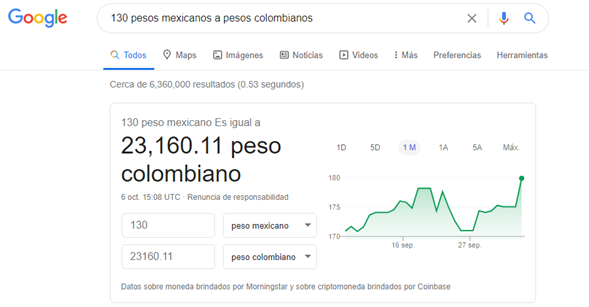 Google
130 pesos mexicanos a pesos colombianos
Todos Maps Imágenes Noticias Videos Más Preferencias Herramientas
Cerca de 6,360,000 resultados (0.53 segundos)
130 peso mexicano Es igual a
23,160.11 peso
colombiano
6 oct. 15:08 UTC · Renuncia de responsabilidad
130 peso mexicano
23160.11 peso colombiano
1D 5D 1 M 1A 5A Máx.
180
175
170
16 sep. 27 sep.
Datos sobre moneda brindados por Morningstar y sobre criptomoneda brindados por Coinbase